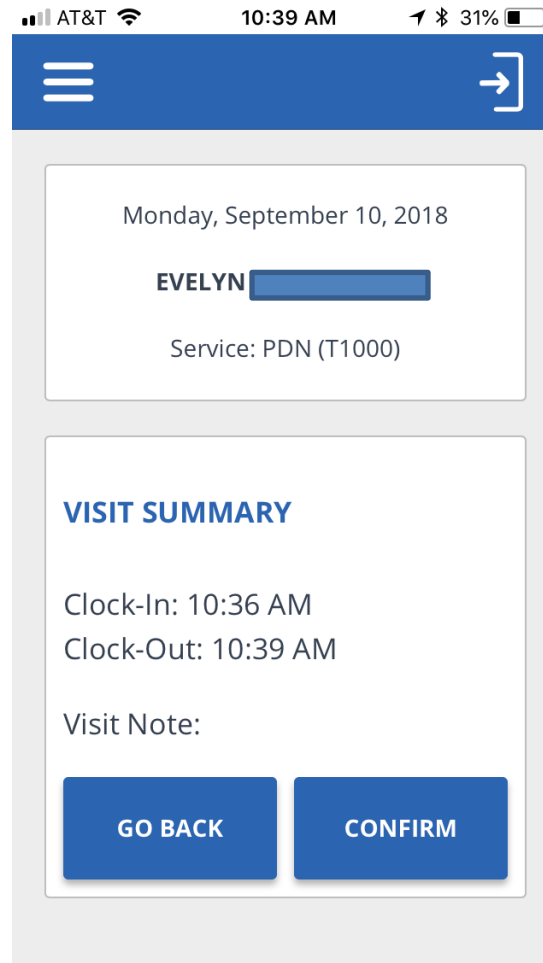 AT&T 10:39 AM 31%
Monday, September 10, 2018
EVELYN
Service: PDN (T1000)
VISIT SUMMARY
Clock-In: 10:36 AM
Clock-Out: 10:39 AM
Visit Note:
GO BACK CONFIRM